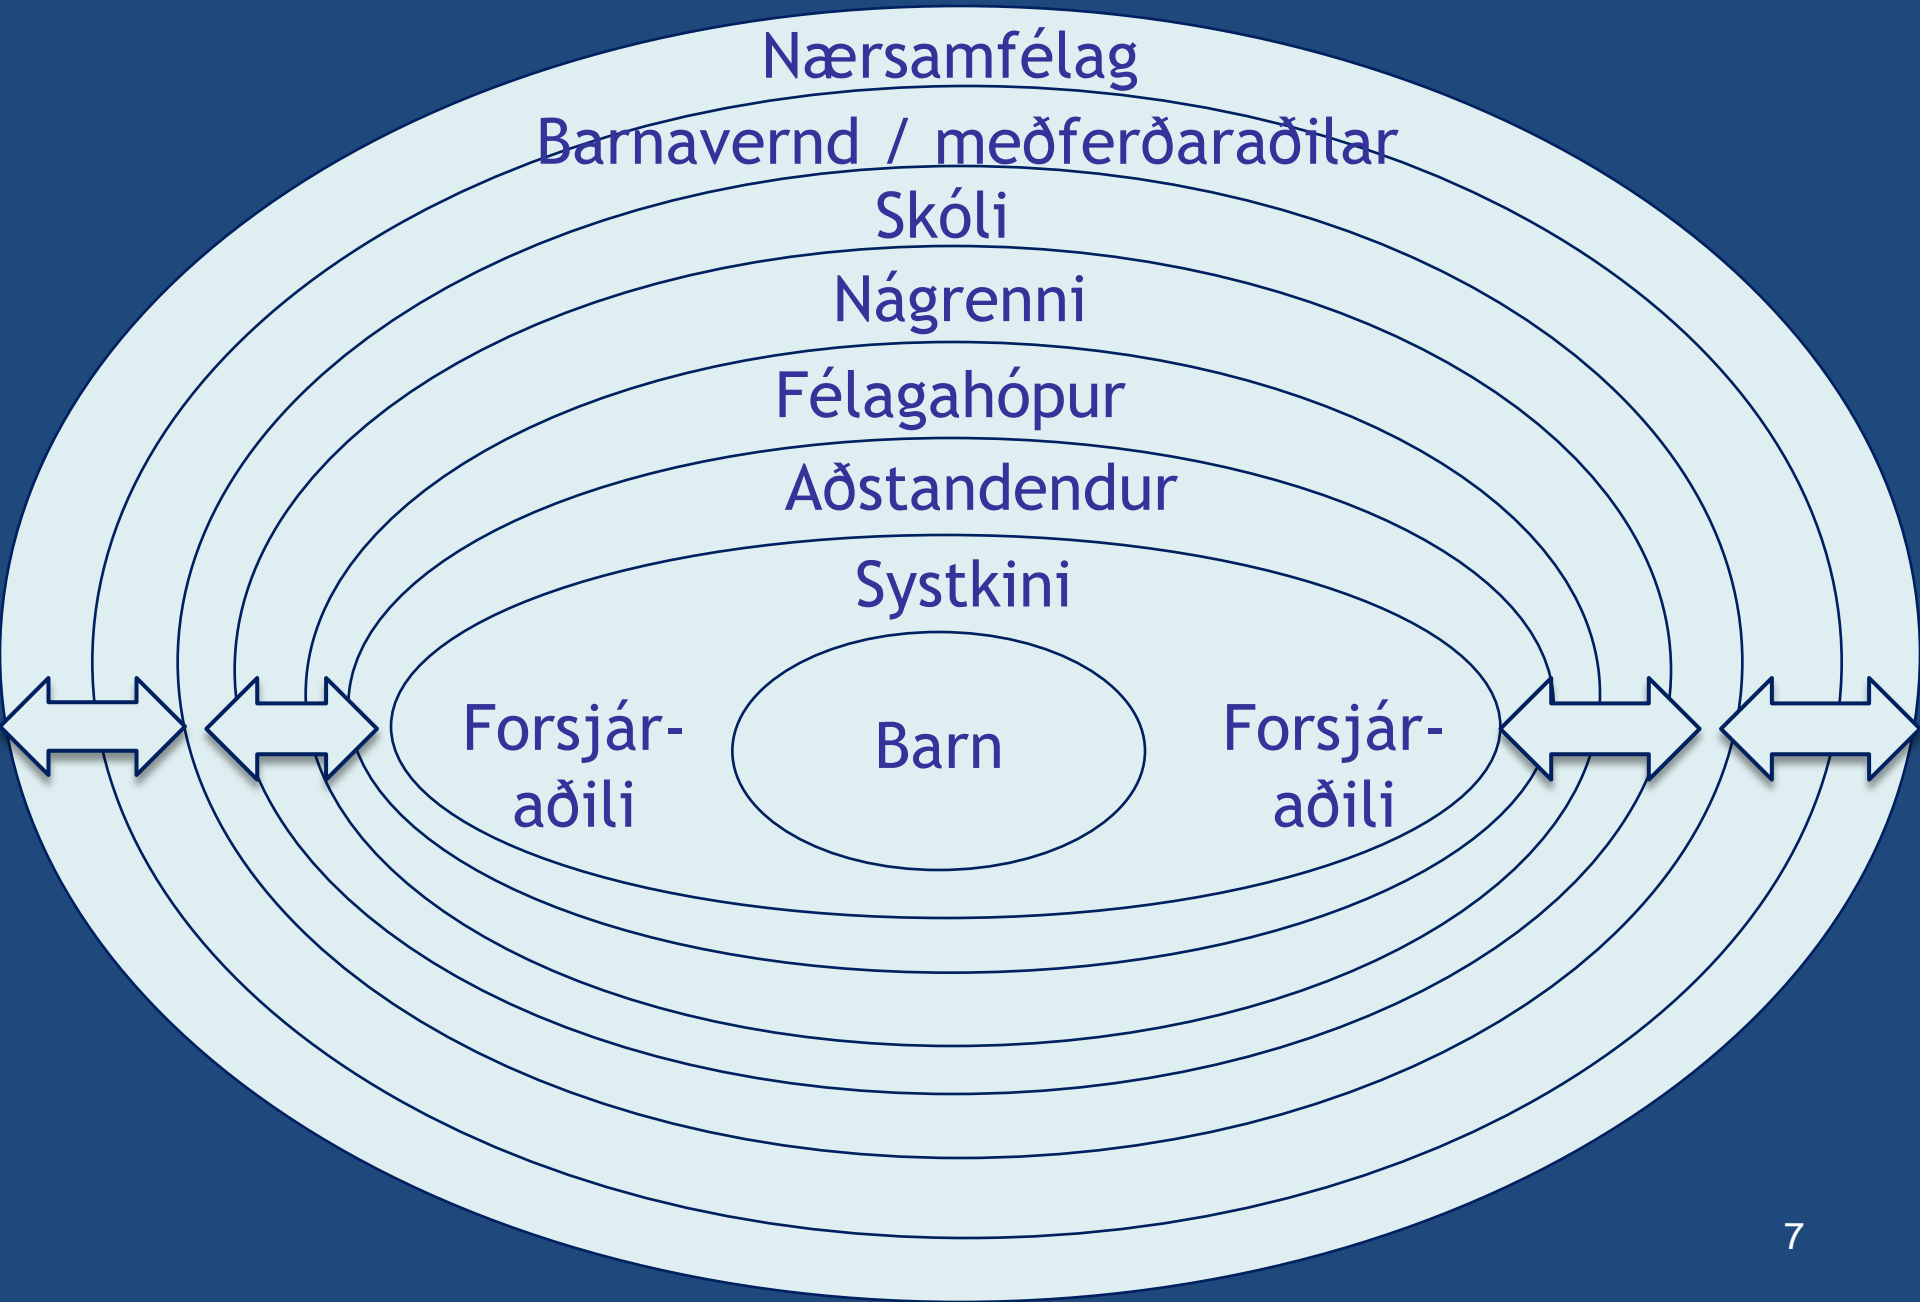 Nærsamfélag
Barnavernd / meðferðaraðilar
Skóli
Nágrenni
Félagahópur
Aðstandendur
Systkini
Forsjár-
aðili
Barn
Forsjár-
aðili
7